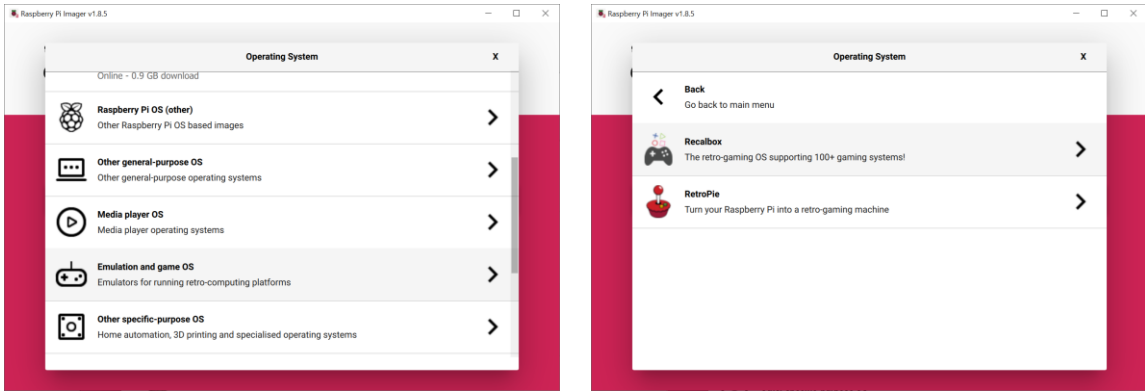 Raspberry Pi Imager v1.8.5
Operating System
X
Online - 0.9 GB download
Raspberry Pi OS (other)
Other Raspberry Pi OS based images
Other general-purpose OS
Other general-purpose operating systems
Media player OS
Media player operating systems
Emulation and game OS
Emulators for running retro-computing platforms
Other specific-purpose OS
Home automation, 3D printing and specialised operating systems
Raspberry Pi Imager v1.8.5
Operating System
X
Back
Go back to main menu
Recalbox
The retro-gaming OS supporting 100+ gaming systems!
RetroPie
Turn your Raspberry Pi into a retro-gaming machine